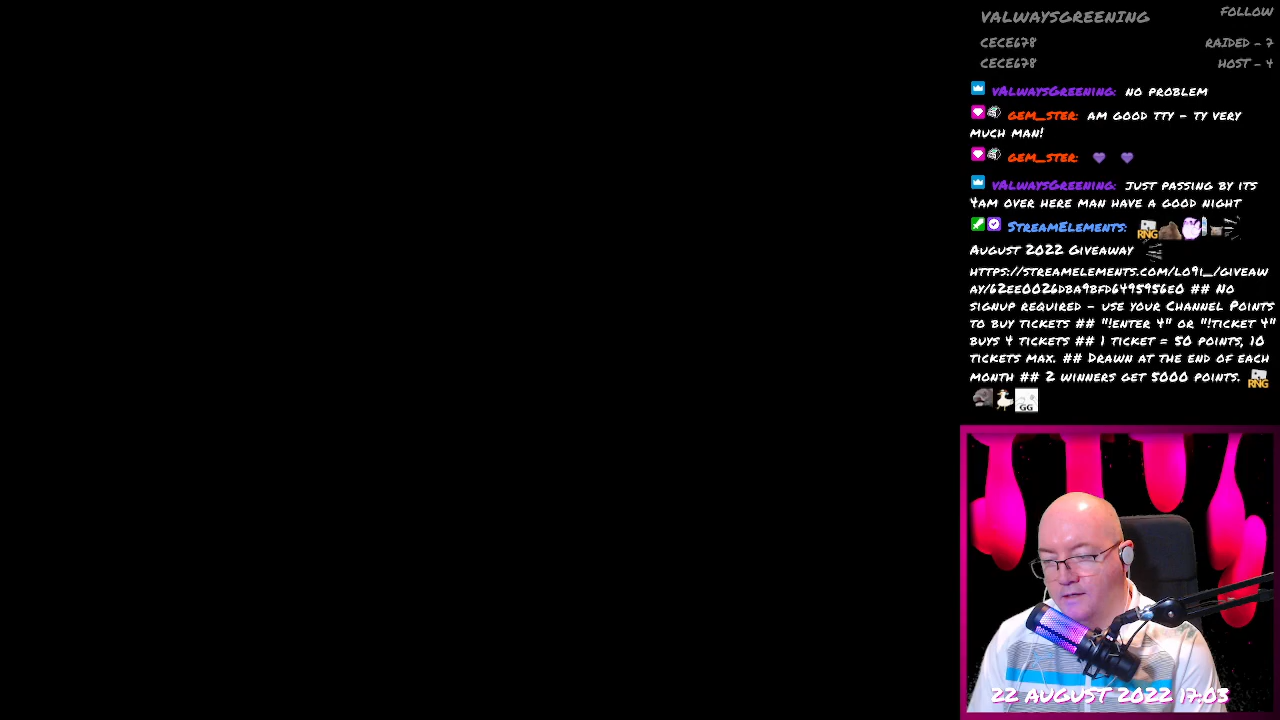 VALWAYSGREENING FOLLOW
CECE678 RAIDED - 7
CECE678 HOST - 4
vAlwaysGreening: NO PROBLEM
GEM_STER: AM GOOD TTY - TY VERY
MUCH MAN!
GEM_STER:
vAlwaysGreening: JUST PASSING BY ITS
4AM OVER HERE MAN HAVE A GOOD NIGHT
StreamElements: RNG
August 2022 Giveaway
HTTPS://STREAMELEMENTS.COM/LO9I_/GIVEAW
AY/62EE0026DBA9BFD6495956E0 ## No
SIGNUP REQUIRED - USE YOUR CHANNEL POINTS
TO BUY TICKETS ## "!ENTER 4" OR "!TICKET 4"
BUYS 4 TICKETS ## 1 TICKET = 50 POINTS, 10
TICKETS MAX. ## DRAWN AT THE END OF EACH
MONTH ## 2 WINNERS GET 5000 POINTS. RNG
GG
22 AUGUST 2022 17:03